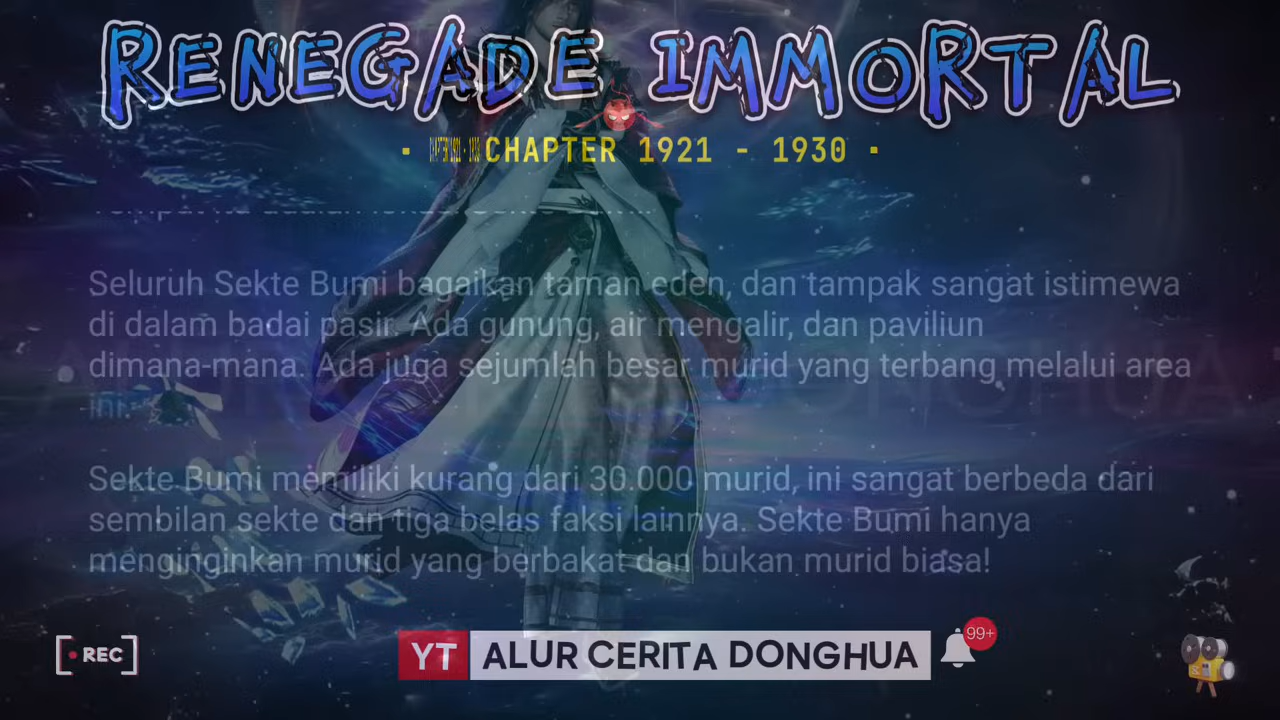 RENEGADE IMMORTAL
CHAPTER 1921 - 1930
Seluruh Sekte Bumi bagaikan taman eden, dan tampak sangat istimewa
di dalam badai pasir. Ada gunung, air mengalir, dan paviliun
dimana-mana. Ada juga sejumlah besar murid yang terbang melalui area
ini.
Sekte Bumi memiliki kurang dari 30.000 murid, ini sangat berbeda dari
sembilan sekte dan tiga belas faksi lainnya. Sekte Bumi hanya
menginginkan murid yang berbakat dan bukan murid biasa!
REC
YT ALUR CERITA DONGHUA
99+